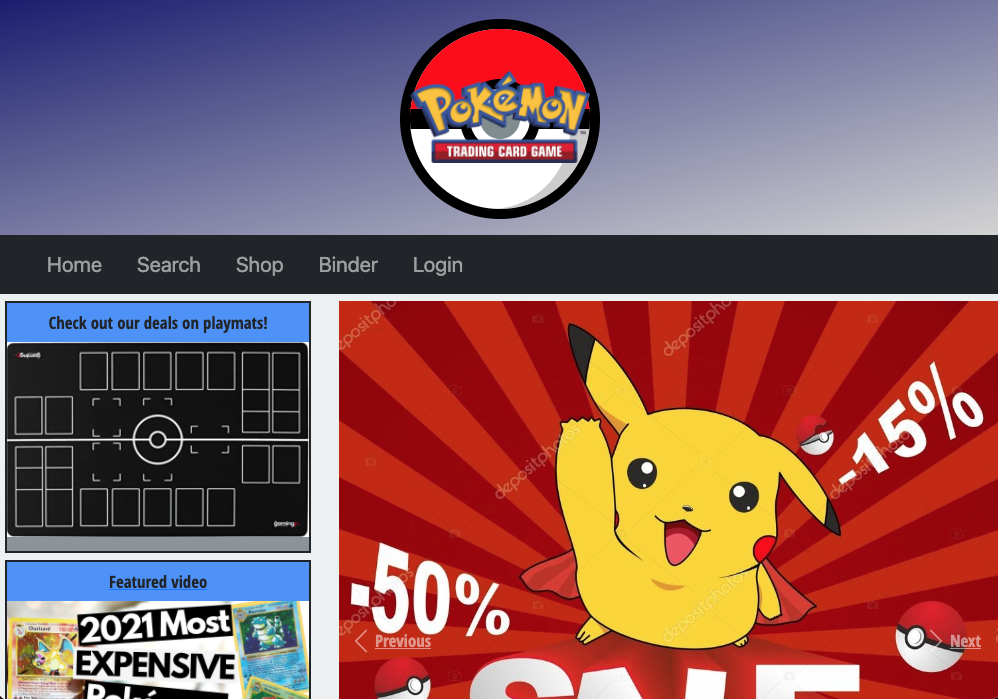 POKéMON
TRADING CARD GAME
Home
Search
Shop
Binder
Login
Check out our deals on playmats!
Featured video
2021 Most
EXPENSIVE
depositphotos
-15%
-50%
SALE
Previous
Next